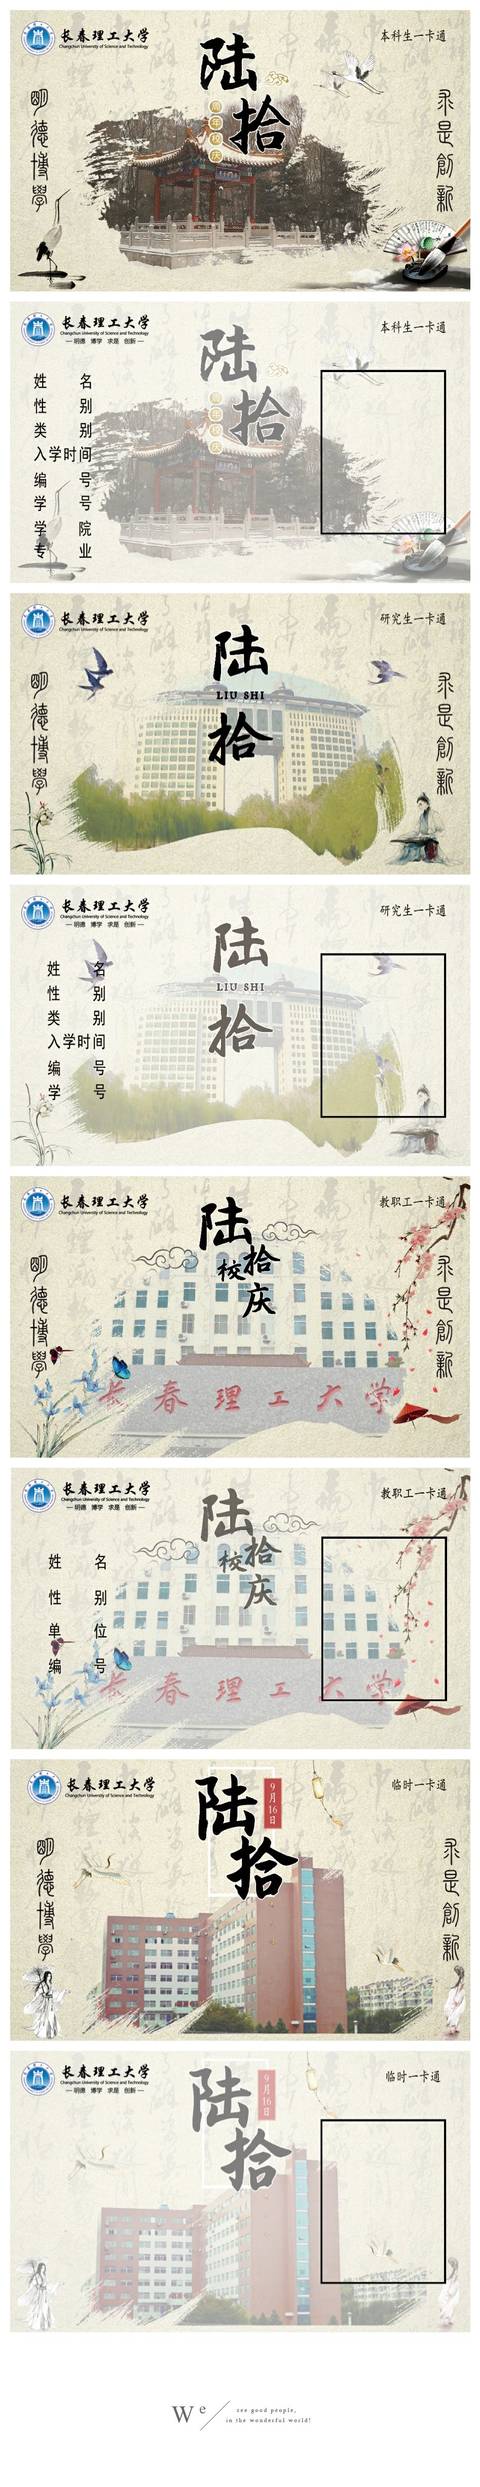 长春理工大学
Changchun University of Science and Technology
本科生一卡通
陆拾
周年校庆
明德博學
求是創新
长春理工大学
Changchun University of Science and Technology
明德 博学 求是 创新
本科生一卡通
陆拾
周年校庆
姓 名
性 别
类 别
入学时间
编 号
学 号
学 院
专 业
长春理工大学
Changchun University of Science and Technology
研究生一卡通
陆
LIU SHI
拾
明德博學
求是創新
长春理工大学
Changchun University of Science and Technology
明德 博学 求是 创新
研究生一卡通
陆
LIU SHI
拾
姓 名
性 别
类 别
入学时间
编 号
学 号
长春理工大学
Changchun University of Science and Technology
教职工一卡通
陆拾
校庆
明德博學
求是創新
长春理工大学
长春理工大学
Changchun University of Science and Technology
明德 博学 求是 创新
教职工一卡通
陆拾
校庆
姓 名
性 别
单 位
编 号
长春理工大学
长春理工大学
Changchun University of Science and Technology
临时一卡通
陆拾
9月16日
明德博學
求是創新
长春理工大学
Changchun University of Science and Technology
明德 博学 求是 创新
临时一卡通
陆拾
9月16日
We
see good people,
in the wonderful world!